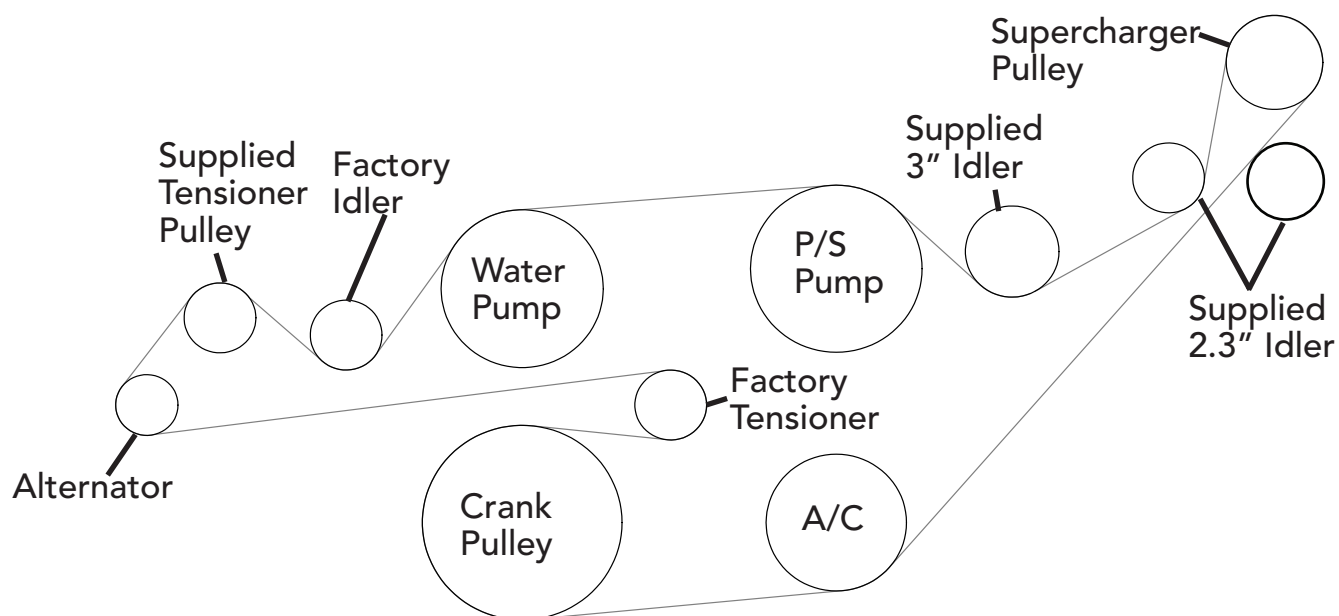 Supercharger
Pulley
Supplied
3” Idler
Supplied
Tensioner
Pulley
Factory
Idler
Water
Pump
P/S
Pump
Supplied
2.3” Idler
Factory
Tensioner
Alternator
Crank
Pulley
A/C